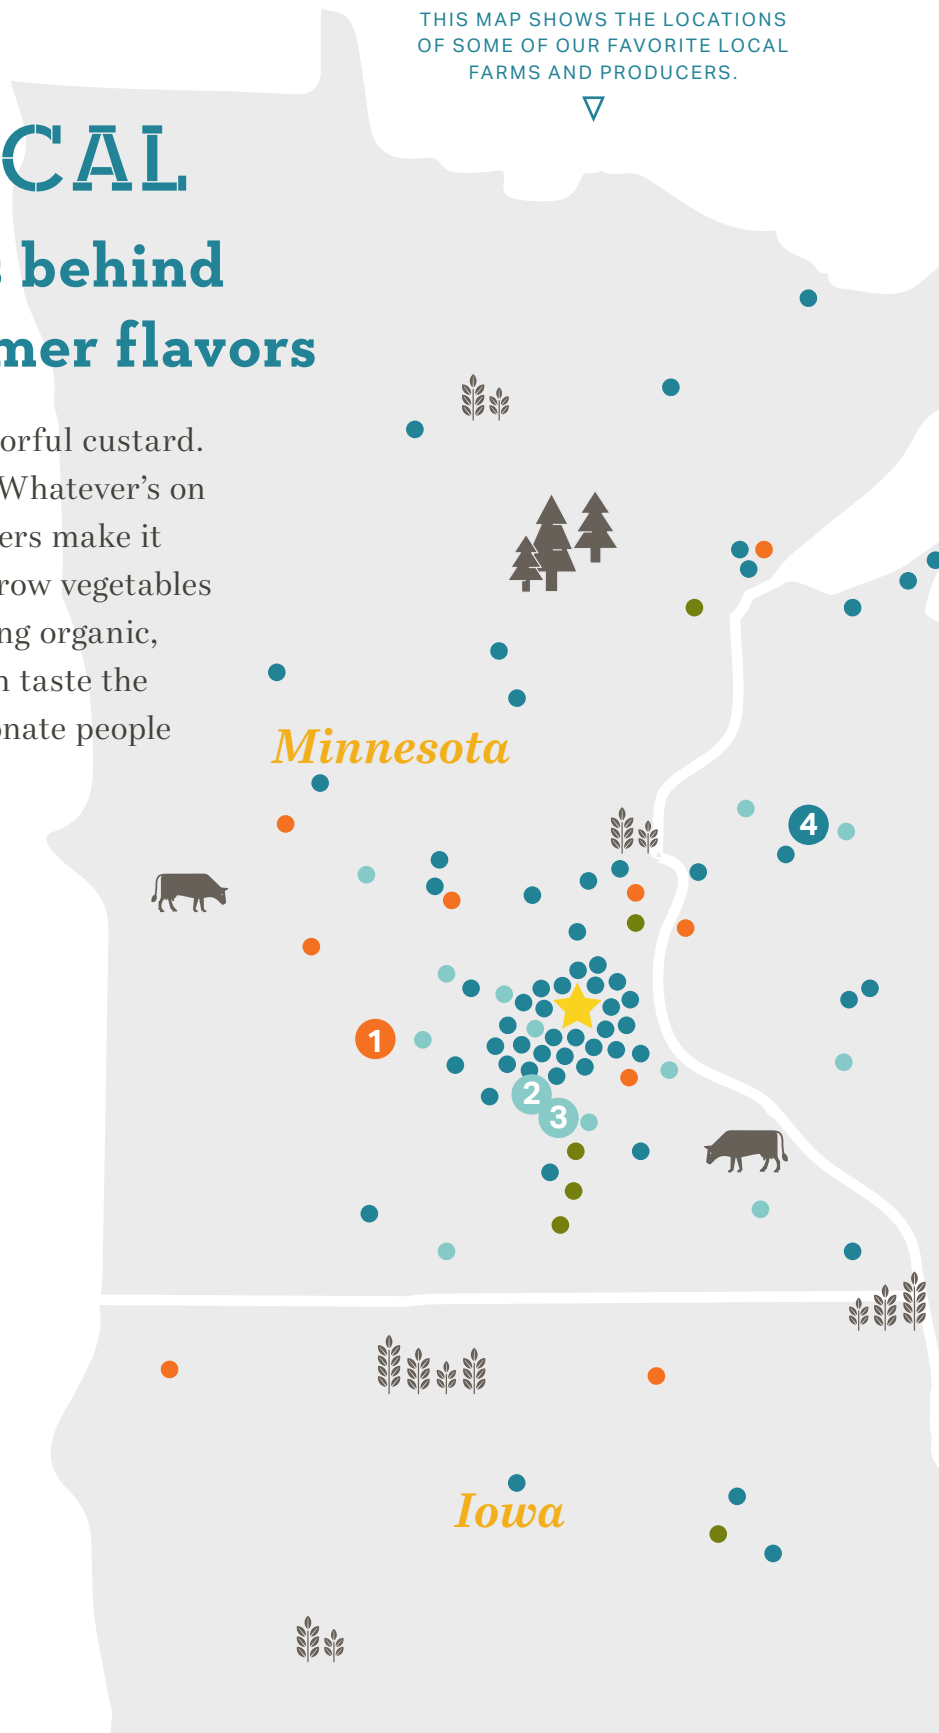 THIS MAP SHOWS THE LOCATIONS
OF SOME OF OUR FAVORITE LOCAL
FARMS AND PRODUCERS.
CAL
behind
mer flavors
orful custard.
Whatever’s on
ers make it
row vegetables
ng organic,
n taste the
onate people
Minnesota
4
1
2
3
Iowa